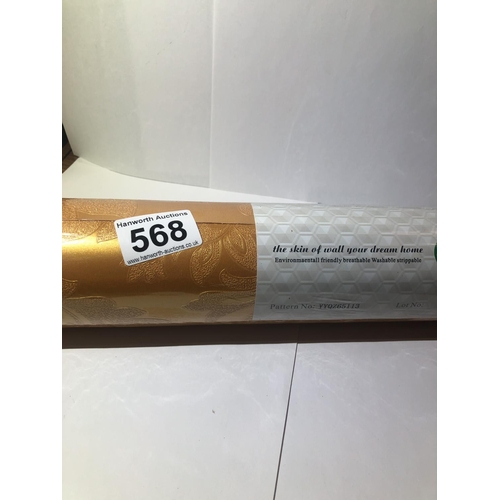 Hanworth Auctions
568
www.hanworth-auctions.co.uk
the skin of wall your dream home
Environmaentall friendly breathable Washable strippable
Pattern No:
Lot No